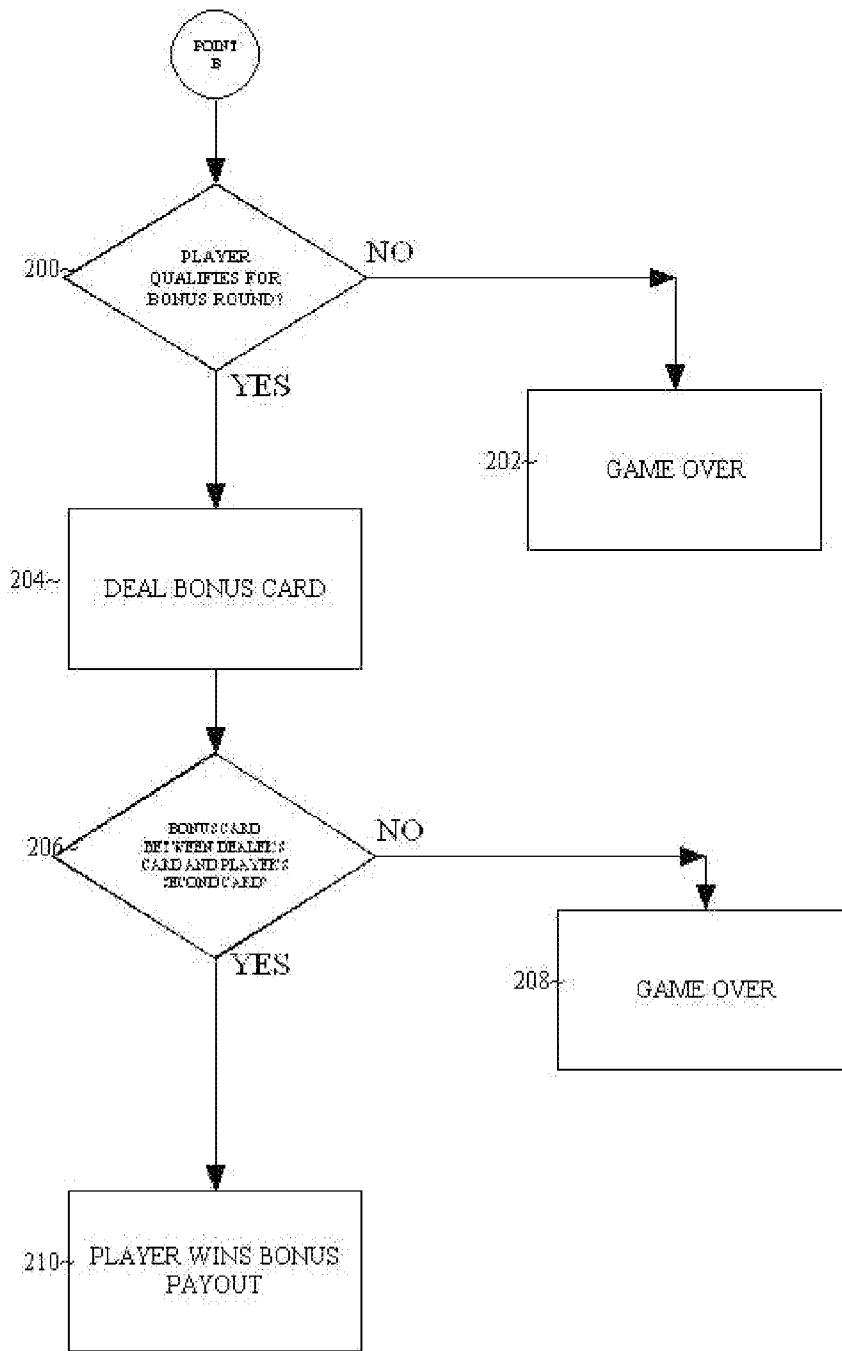 POINT
B
200~
PLAYER
QUALIFIES FOR
BONUS ROUND?
NO
YES
202~
GAME OVER
204~
DEAL BONUS CARD
206~
BONUS CARD
BETWEEN DEALER'S
CARD AND PLAYER'S
SECOND CARD?
NO
YES
208~
GAME OVER
210~
PLAYER WINS BONUS
PAYOUT